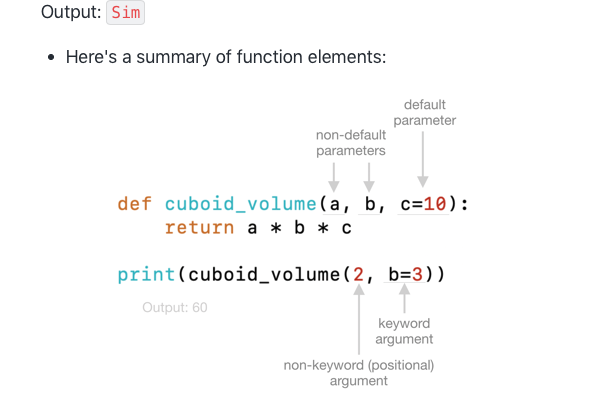 Output: Sim
• Here's a summary of function elements:
default
parameter
non-default
parameters
def cuboid_volume(a, b, c=10):
    return a * b * c
print(cuboid_volume(2, b=3))
Output: 60
keyword
argument
non-keyword (positional)
argument